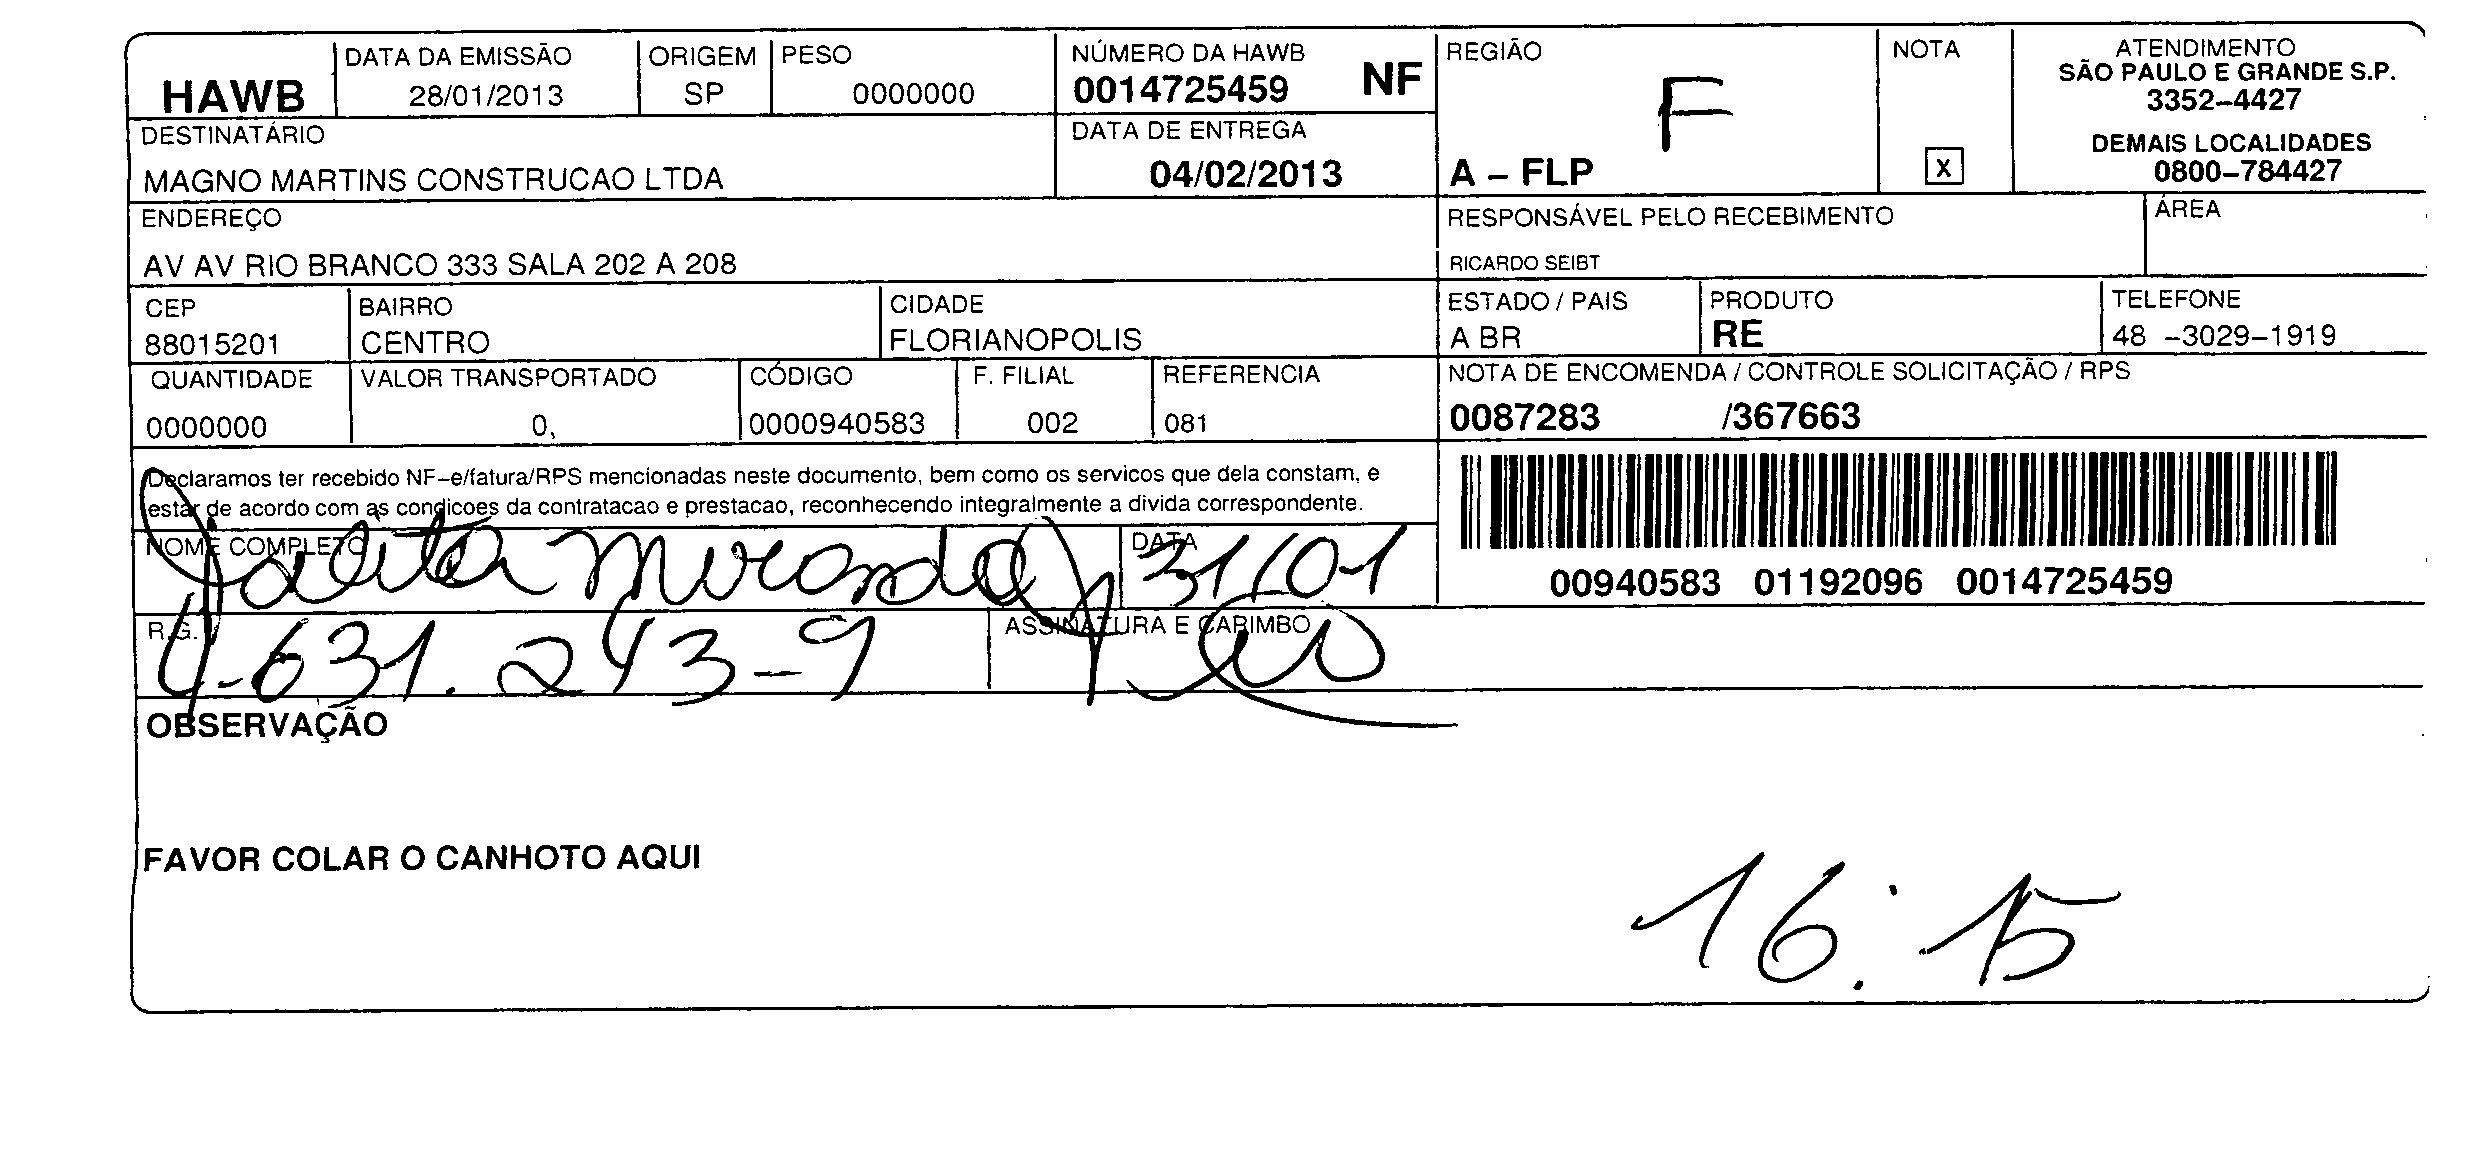 HAWB
DATA DA EMISSÃO
28/01/2013
ORIGEM
SP
PESO
0000000
NÚMERO DA HAWB
0014725459 NF
REGIÃO
F
A – FLP
NOTA
X
ATENDIMENTO
SÃO PAULO E GRANDE S.P.
3352–4427
DEMAIS LOCALIDADES
0800–784427
DESTINATÁRIO
MAGNO MARTINS CONSTRUCAO LTDA
DATA DE ENTREGA
04/02/2013
ENDEREÇO
AV AV RIO BRANCO 333 SALA 202 A 208
RESPONSÁVEL PELO RECEBIMENTO
RICARDO SEIBT
ÁREA
CEP
88015201
BAIRRO
CENTRO
CIDADE
FLORIANOPOLIS
ESTADO / PAIS
A BR
PRODUTO
RE
TELEFONE
48 –3029–1919
QUANTIDADE
0000000
VALOR TRANSPORTADO
0,
CÓDIGO
0000940583
F. FILIAL
002
REFERENCIA
081
NOTA DE ENCOMENDA / CONTROLE SOLICITAÇÃO / RPS
0087283 /367663
Declaramos ter recebido NF–e/fatura/RPS mencionadas neste documento, bem como os servicos que dela constam, e
estar de acordo com as condicoes da contratacao e prestacao, reconhecendo integralmente a divida correspondente.
00940583 01192096 0014725459
NOME COMPLETO
Miranda
DATA
31/01
R.G.
4-631.243-9
ASSINATURA E CARIMBO
OBSERVAÇÃO
FAVOR COLAR O CANHOTO AQUI
16:15